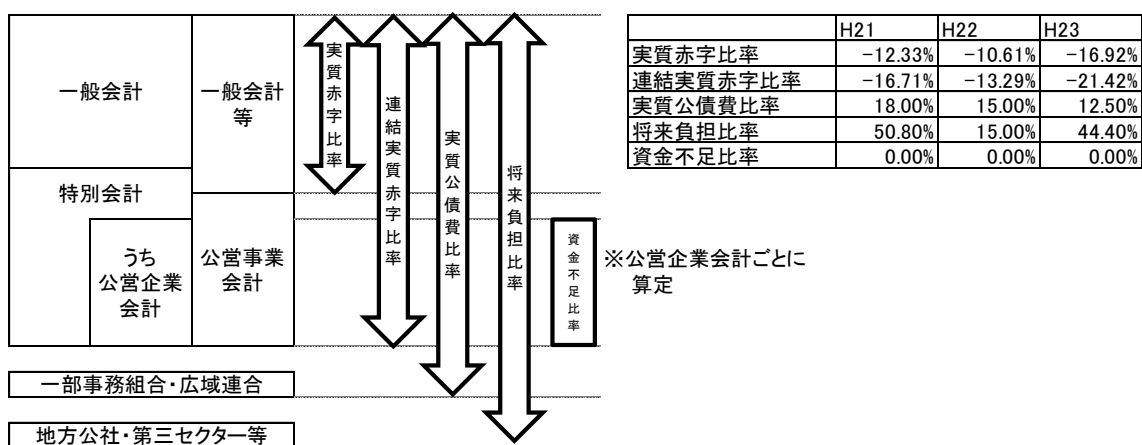 一般会計
一般会計
等
特別会計
うち
公営企業
会計
公営事業
会計
一部事務組合・広域連合
地方公社・第三セクター等
実質赤字比率
連結実質赤字比率
実質公債費比率
将来負担比率
資金不足比率
※公営企業会計ごとに
算定
H21 H22 H23
実質赤字比率 -12.33% -10.61% -16.92%
連結実質赤字比率 -16.71% -13.29% -21.42%
実質公債費比率 18.00% 15.00% 12.50%
将来負担比率 50.80% 15.00% 44.40%
資金不足比率 0.00% 0.00% 0.00%